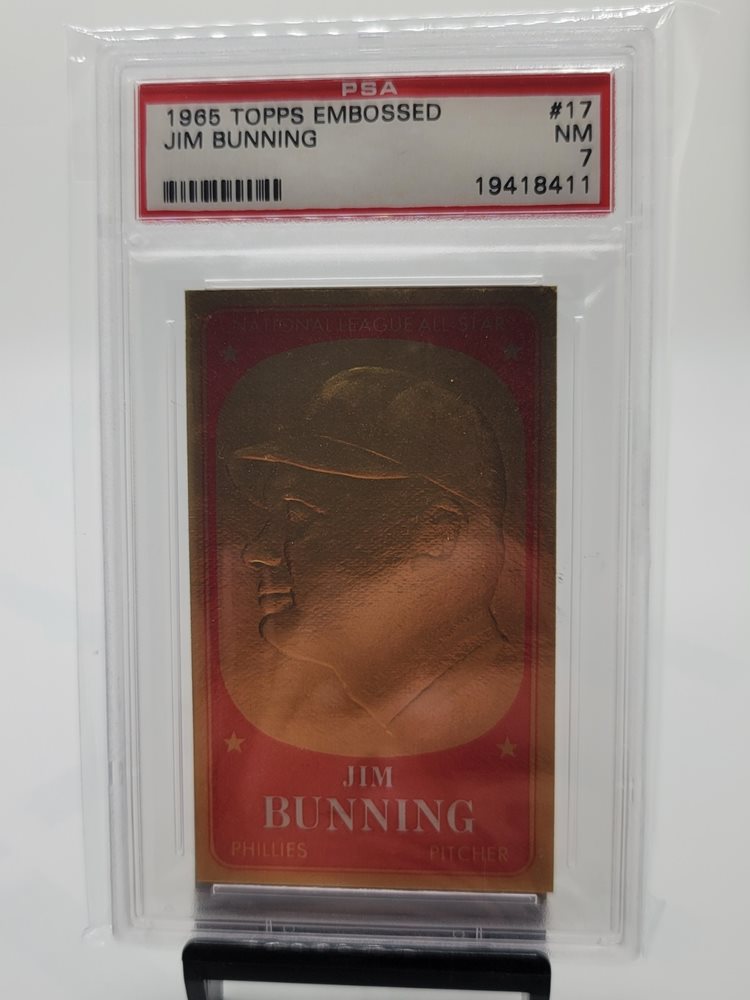 PSA
1965 TOPPS EMBOSSED #17
JIM BUNNING NM
7
19418411
NATIONAL LEAGUE ALL-STAR
JIM
BUNNING
PHILLIES PITCHER